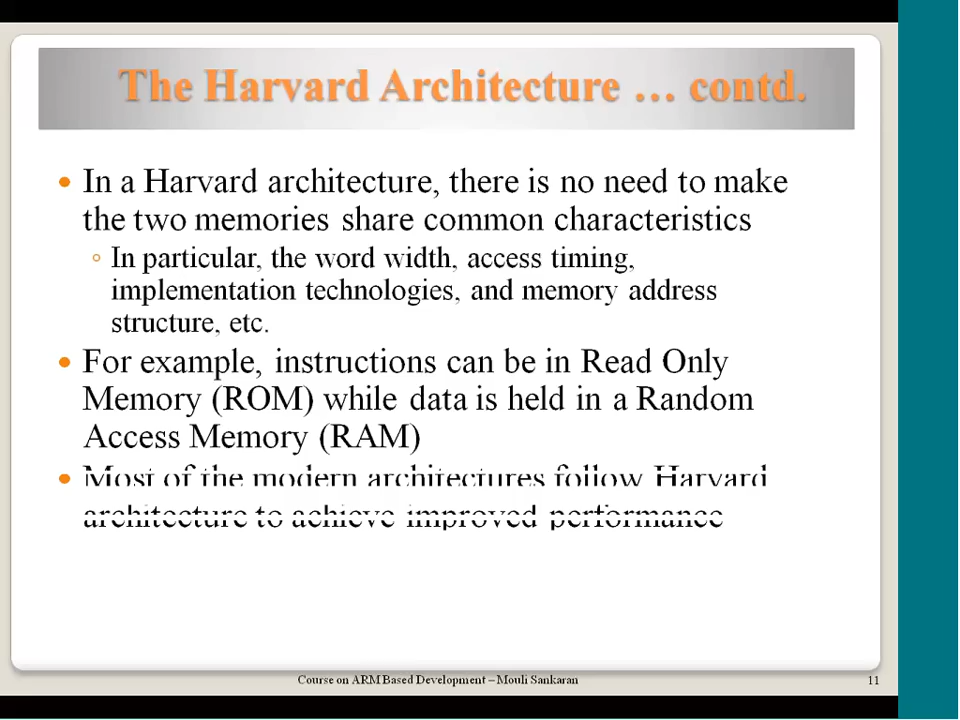 The Harvard Architecture … contd.
In a Harvard architecture, there is no need to make
the two memories share common characteristics
In particular, the word width, access timing,
implementation technologies, and memory address
structure, etc.
For example, instructions can be in Read Only
Memory (ROM) while data is held in a Random
Access Memory (RAM)
Most of the modern architectures follow Harvard
architecture to achieve improved performance
Course on ARM Based Development – Mouli Sankaran
11